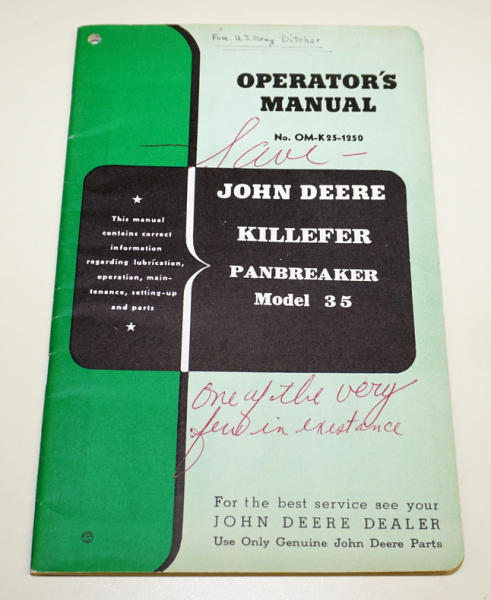 For U.S. Army Ditcher
OPERATOR'S
MANUAL
No. OM-K25-1250
— Save —
JOHN DEERE
KILLEFER
PANBREAKER
Model 35
This manual
contains correct
information
regarding lubrication,
operation, main-
tenance, setting-up
and parts
One of the very
few in existance
For the best service see your
JOHN DEERE DEALER
Use Only Genuine John Deere Parts